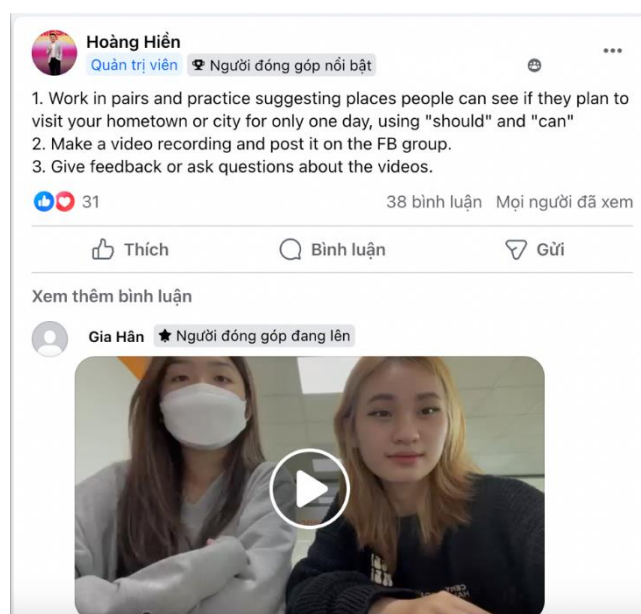 Hoàng Hiền
Quản trị viên Người đóng góp nổi bật
1. Work in pairs and practice suggesting places people can see if they plan to
visit your hometown or city for only one day, using "should" and "can"
2. Make a video recording and post it on the FB group.
3. Give feedback or ask questions about the videos.
31 38 bình luận Mọi người đã xem
Thích Bình luận Gửi
Xem thêm bình luận
Gia Hân Người đóng góp đang lên